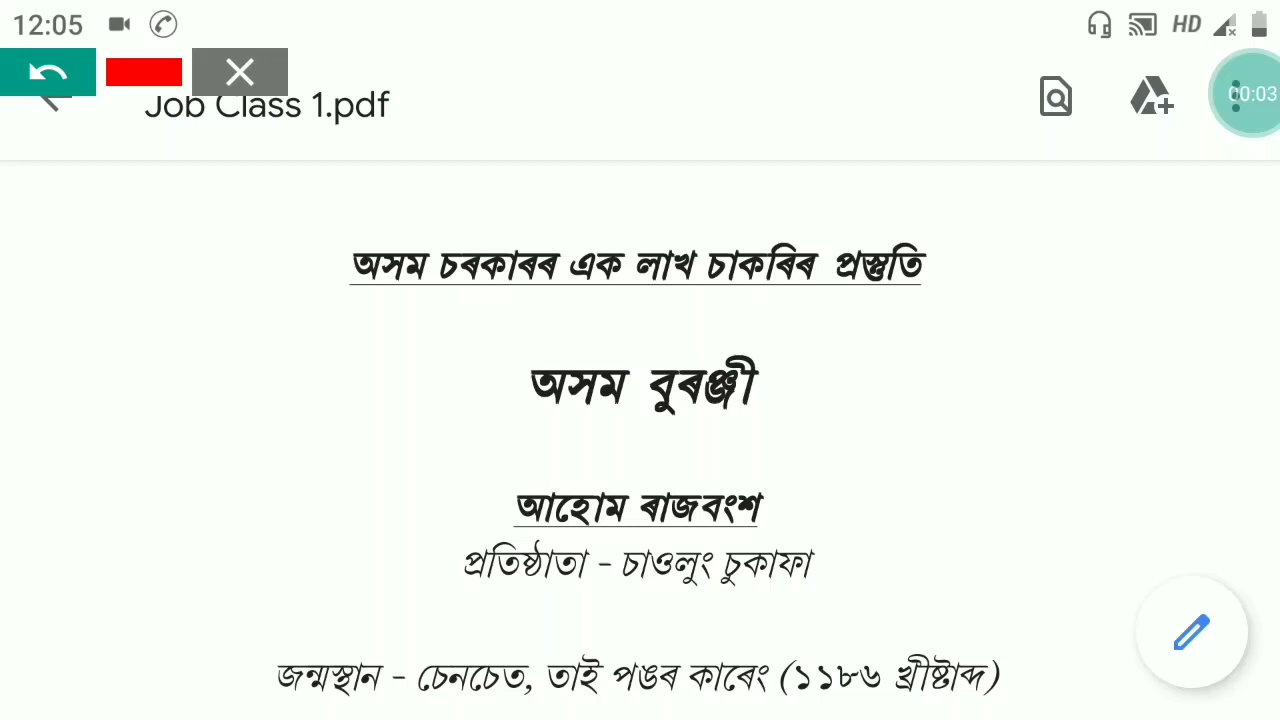 12:05
HD
Job Class 1.pdf
00:03
অসম চৰকাৰৰ এক লাখ চাকৰিৰ প্ৰস্তুতি
অসম বুৰঞ্জী
আহোম ৰাজবংশ
প্ৰতিষ্ঠাতা - চাওলুং চুকাফা
জন্মস্থান - চেনচেত, তাই পঙৰ কাৰেং (১১৮৬ খ্ৰীষ্টাব্দ)